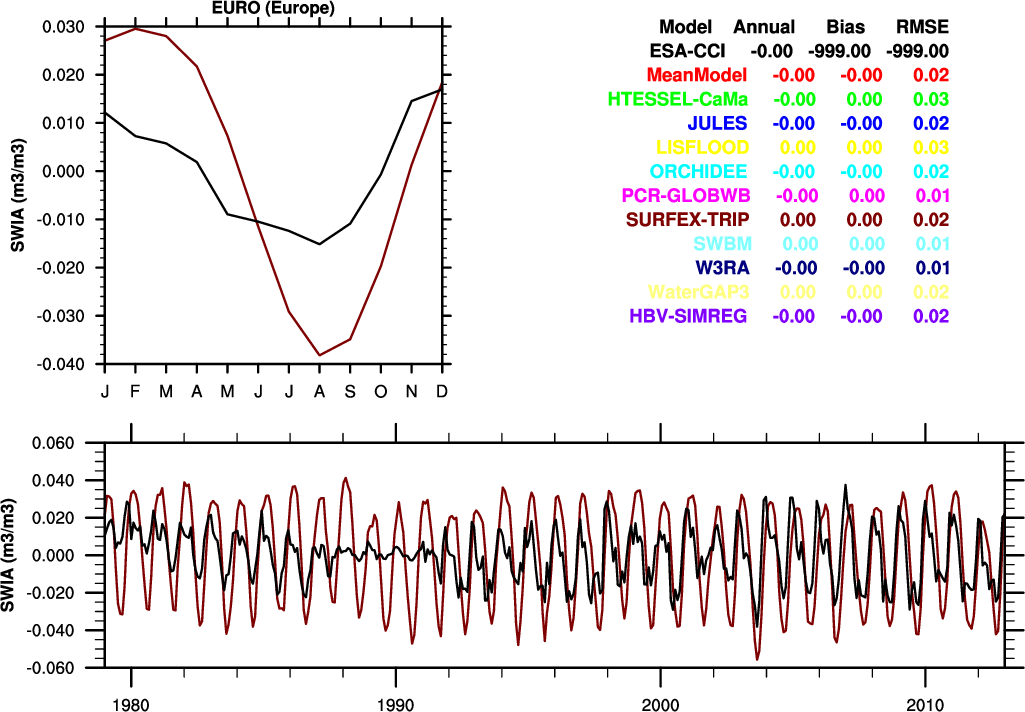 EURO (Europe)
0.030
0.020
0.010
0.000
-0.010
-0.020
-0.030
-0.040
SWIA (m3/m3)
J F M A M J J A S O N D
Model Annual Bias RMSE
ESA-CCI -0.00 -999.00 -999.00
MeanModel -0.00 -0.00 0.02
HTESSEL-CaMa -0.00 0.00 0.03
JULES -0.00 -0.00 0.02
LISFLOOD 0.00 0.00 0.03
ORCHIDEE -0.00 -0.00 0.02
PCR-GLOBWB -0.00 0.00 0.01
SURFEX-TRIP 0.00 0.00 0.02
SWBM 0.00 0.00 0.01
W3RA -0.00 -0.00 0.01
WaterGAP3 0.00 0.00 0.02
HBV-SIMREG -0.00 -0.00 0.02
0.060
0.040
0.020
0.000
-0.020
-0.040
-0.060
SWIA (m3/m3)
1980 1990 2000 2010